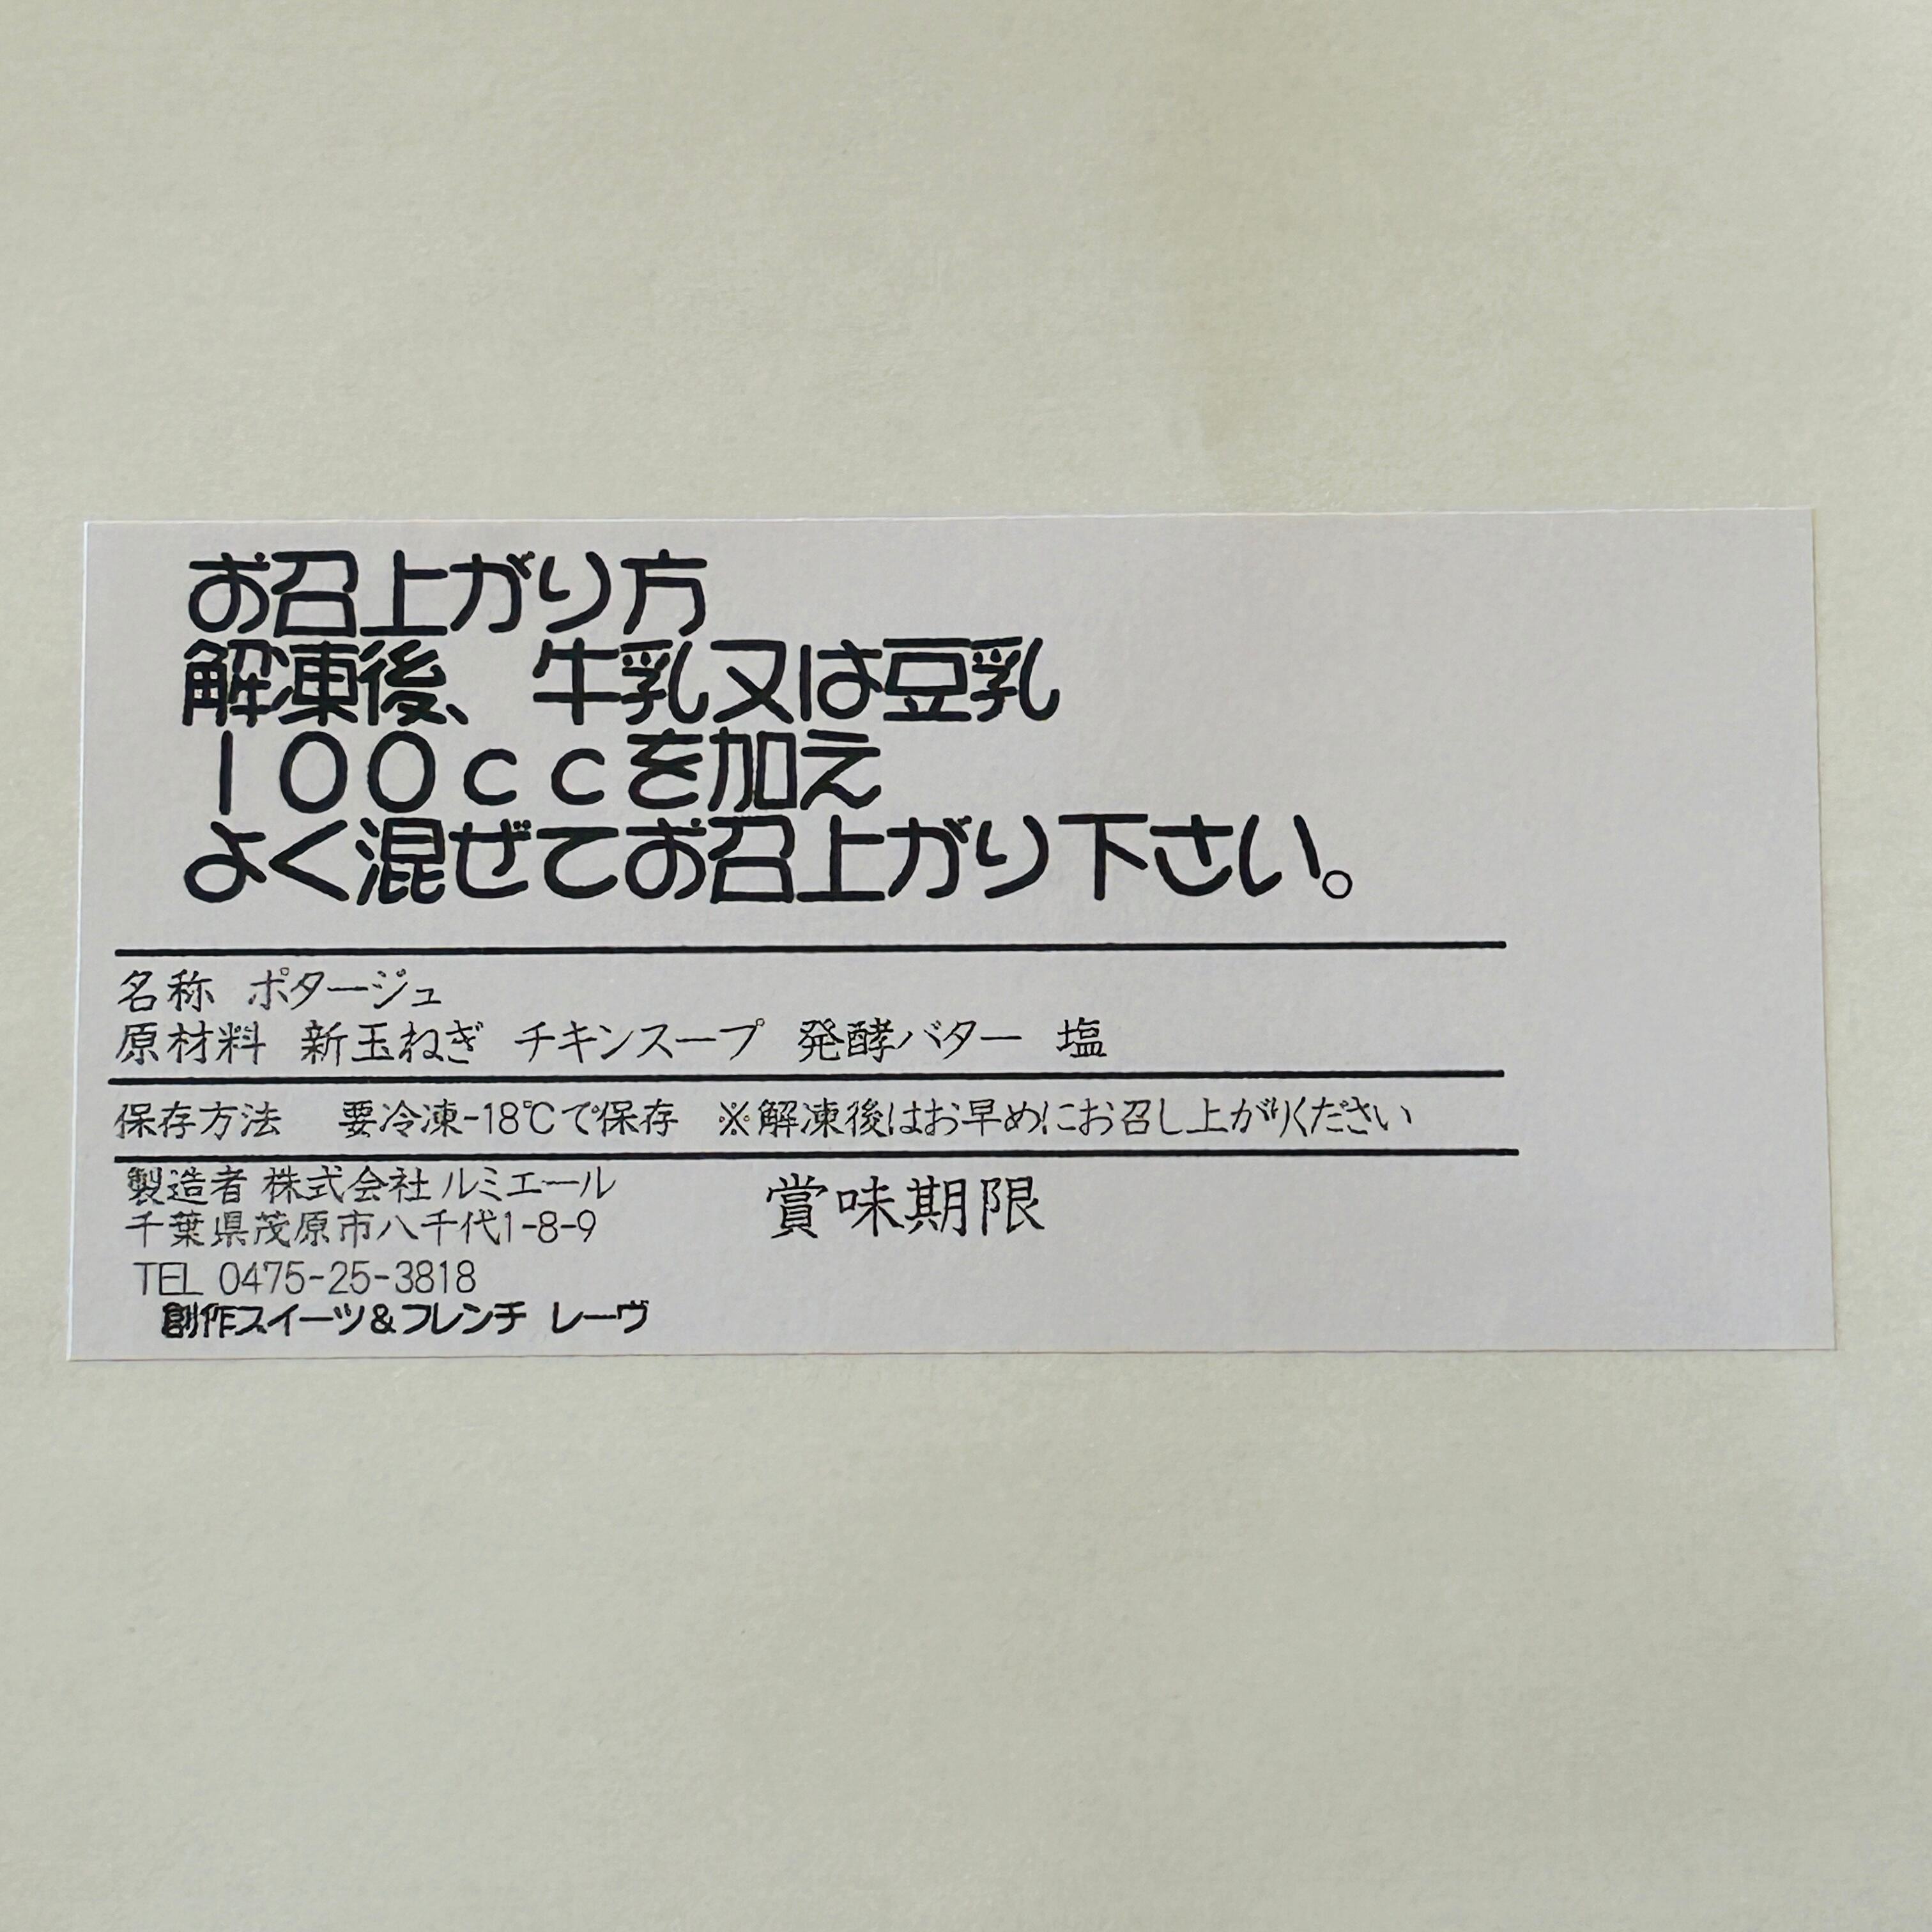 お召上がり方
解凍後、牛乳又は豆乳
100ccを加え
よく混ぜてお召上がり下さい。
名称 ポタージュ
原材料 新玉ねぎ チキンスープ 発酵バター 塩
保存方法 要冷凍-18℃で保存 ※解凍後はお早めにお召し上がりください
製造者 株式会社 ルミエール
千葉県茂原市八千代1-8-9
賞味期限
TEL 0475-25-3818
創作スイーツ&フレンチ レーヴ